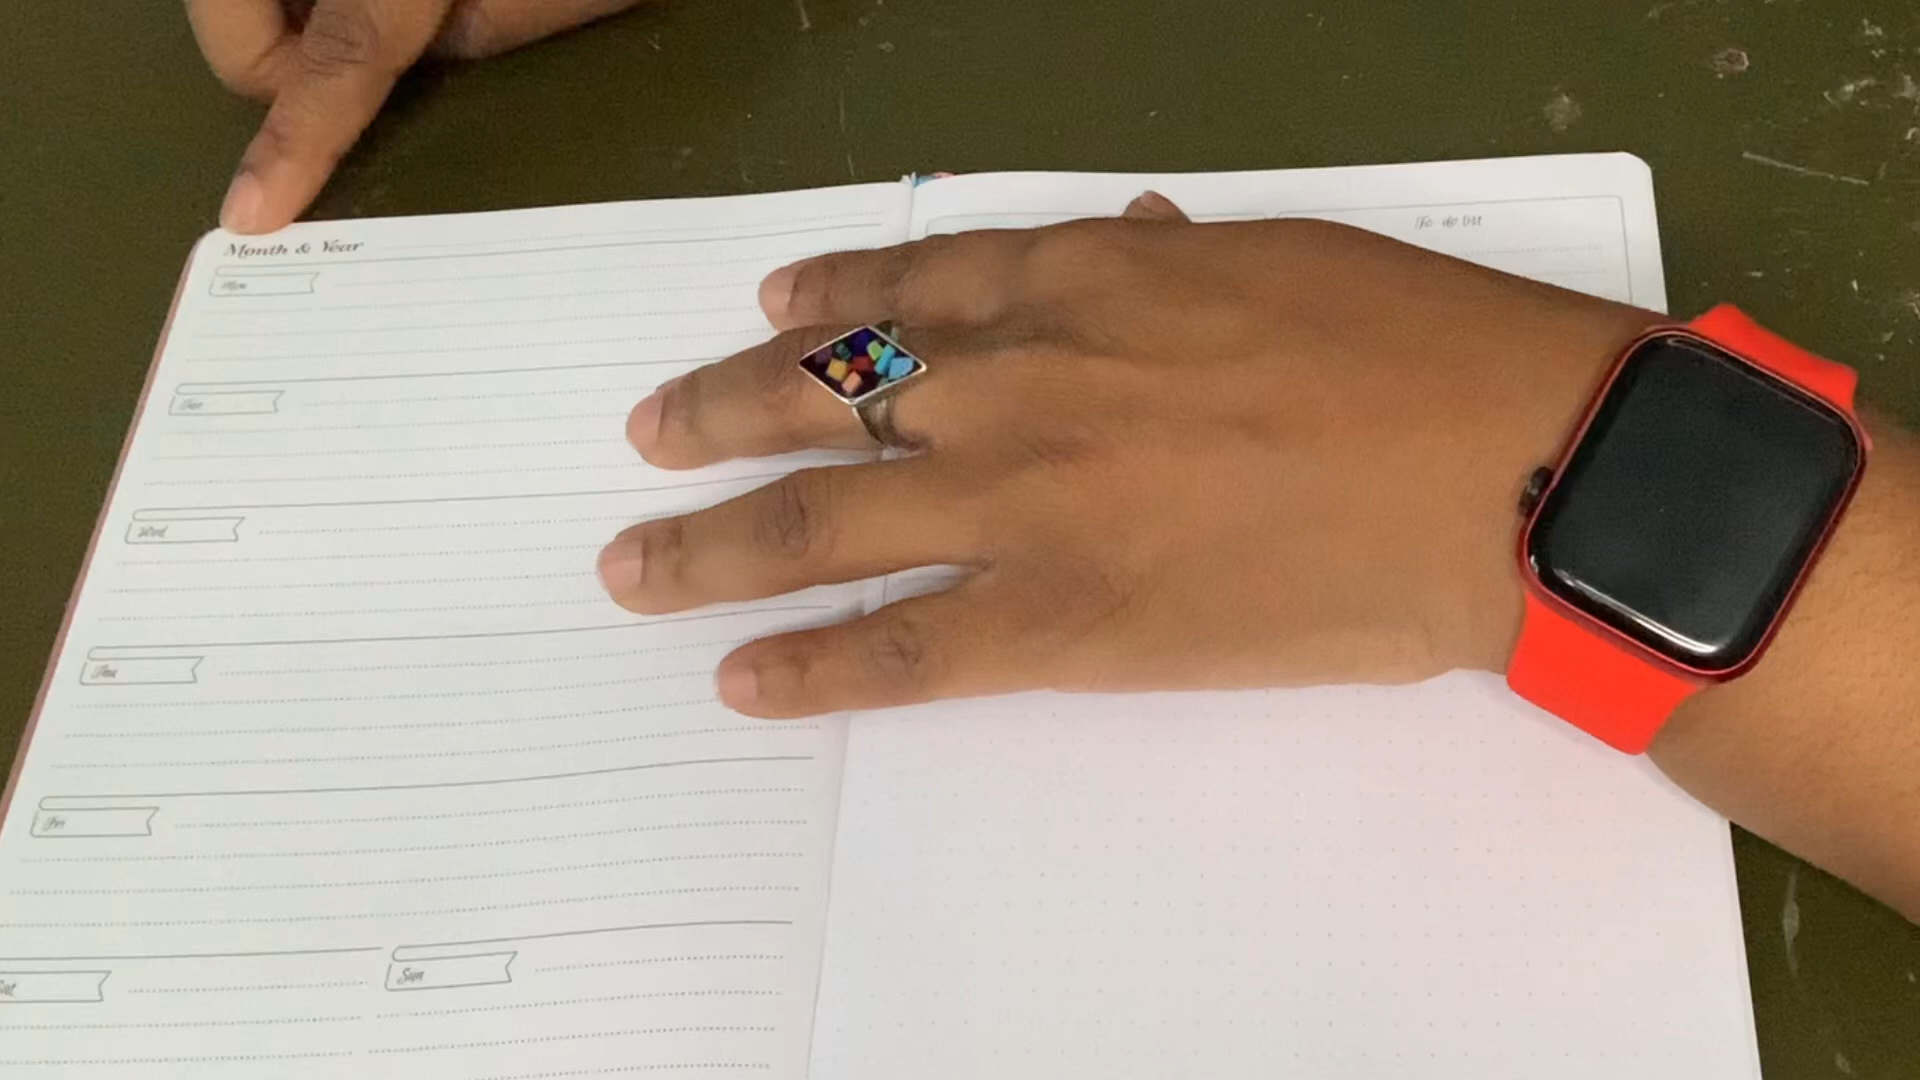 Month & Year
Mon
Tue
Wed
Thu
Fri
Sat
Sun
To-do list